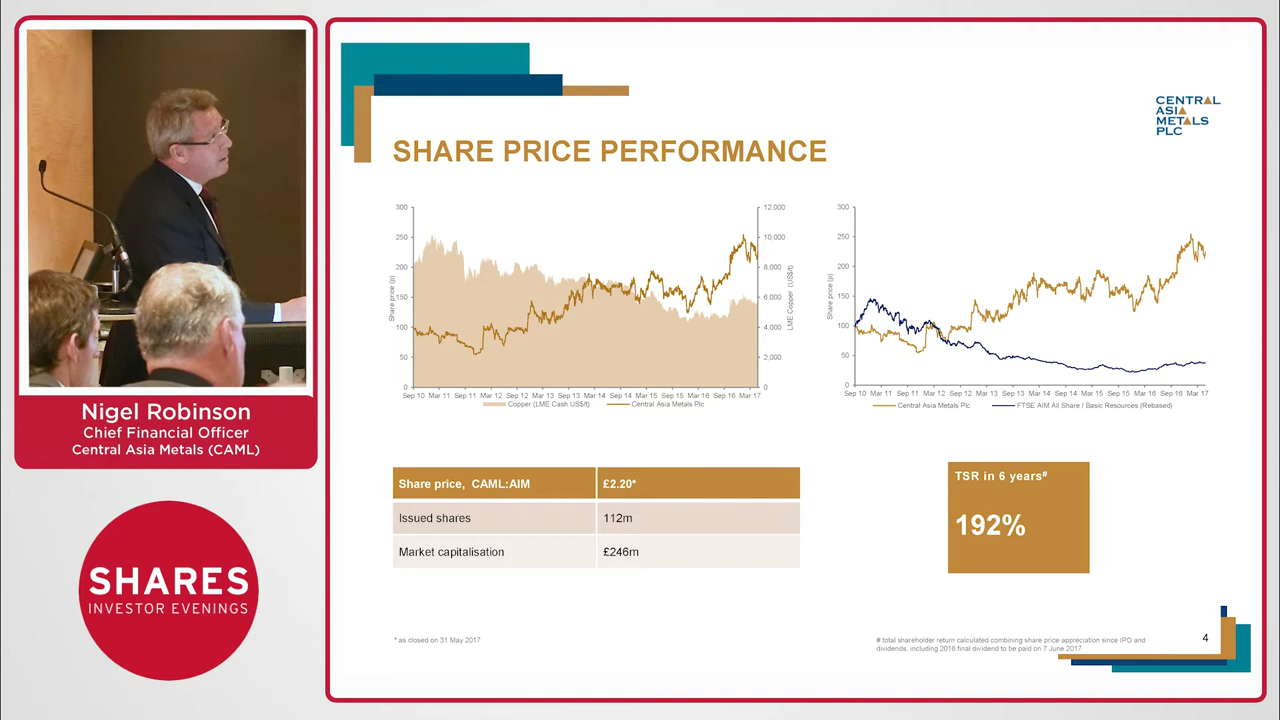 CENTRAL
ASIA
METALS
PLC
SHARE PRICE PERFORMANCE
300
250
200
150
100
50
0
Share price (p)
12,000
10,000
8,000
6,000
4,000
2,000
0
LME Copper (US$/t)
Sep 10 Mar 11 Sep 11 Mar 12 Sep 12 Mar 13 Sep 13 Mar 14 Sep 14 Mar 15 Sep 15 Mar 16 Sep 16 Mar 17
Copper (LME Cash US$/t) Central Asia Metals Plc
300
250
200
150
100
50
0
Share price (p)
Sep 10 Mar 11 Sep 11 Mar 12 Sep 12 Mar 13 Sep 13 Mar 14 Sep 14 Mar 15 Sep 15 Mar 16 Sep 16 Mar 17
Central Asia Metals Plc FTSE AIM All Share / Basic Resources (Rebased)
Nigel Robinson
Chief Financial Officer
Central Asia Metals (CAML)
SHARES
INVESTOR EVENINGS
Share price, CAML:AIM £2.20*
Issued shares 112m
Market capitalisation £246m
TSR in 6 years#
192%
* as closed on 31 May 2017
# total shareholder return calculated combining share price appreciation since IPO and
dividends, including 2016 final dividend to be paid on 7 June 2017
4